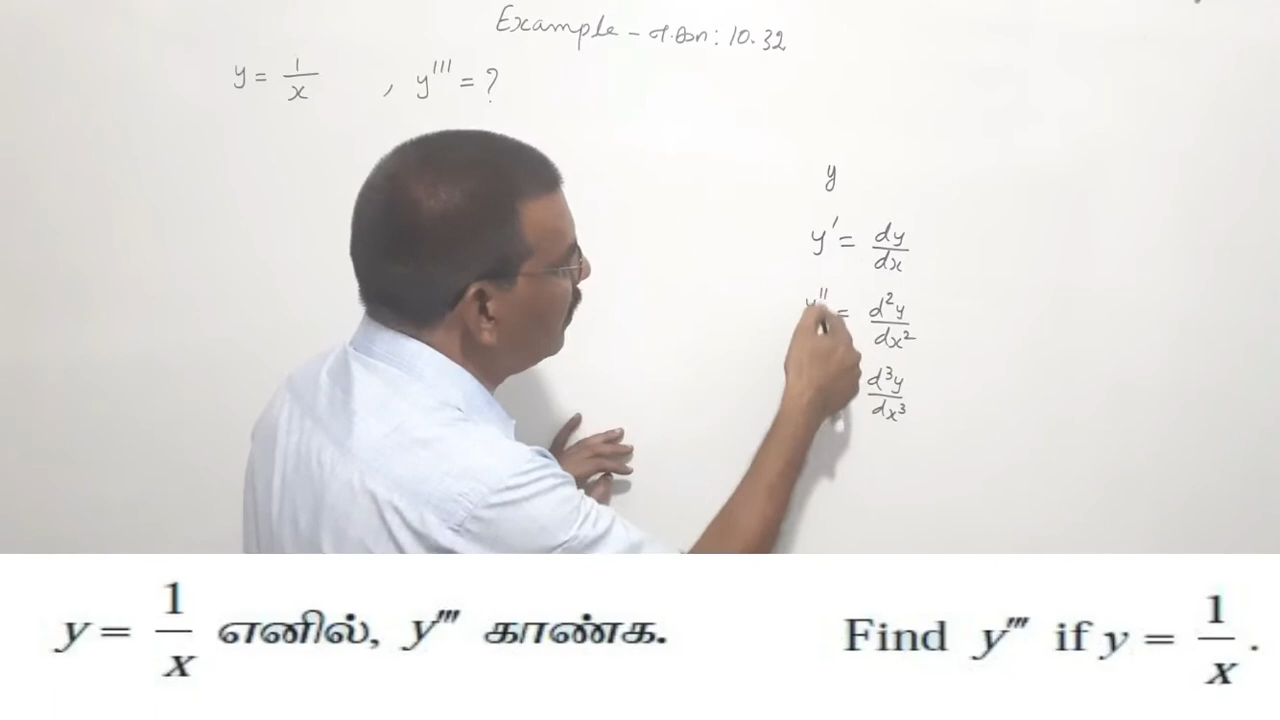 Example - எ.கா: 10.32
y = 1/x , y''' = ?
y
y' = dy/dx
y'' = d²y/dx²
d³y/dx³
y = 1/x எனில், y''' காண்க.
Find y''' if y = 1/x.